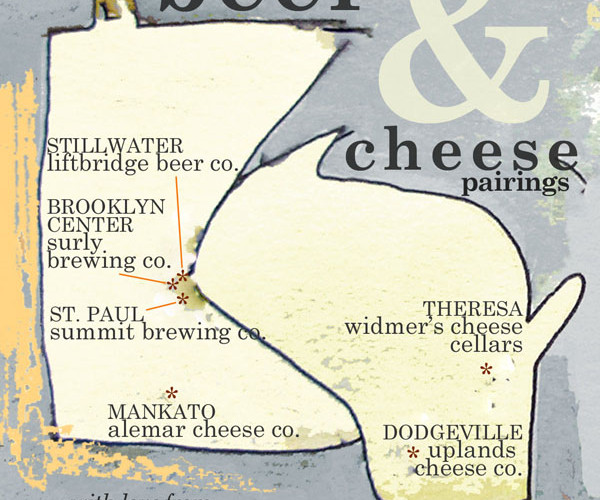 beer
&
cheese
pairings
STILLWATER
liftbridge beer co.
BROOKLYN
CENTER
surly
brewing co.
ST. PAUL
summit brewing co.
MANKATO
alemar cheese co.
THERESA
widmer's cheese
cellars
DODGEVILLE
uplands
cheese co.